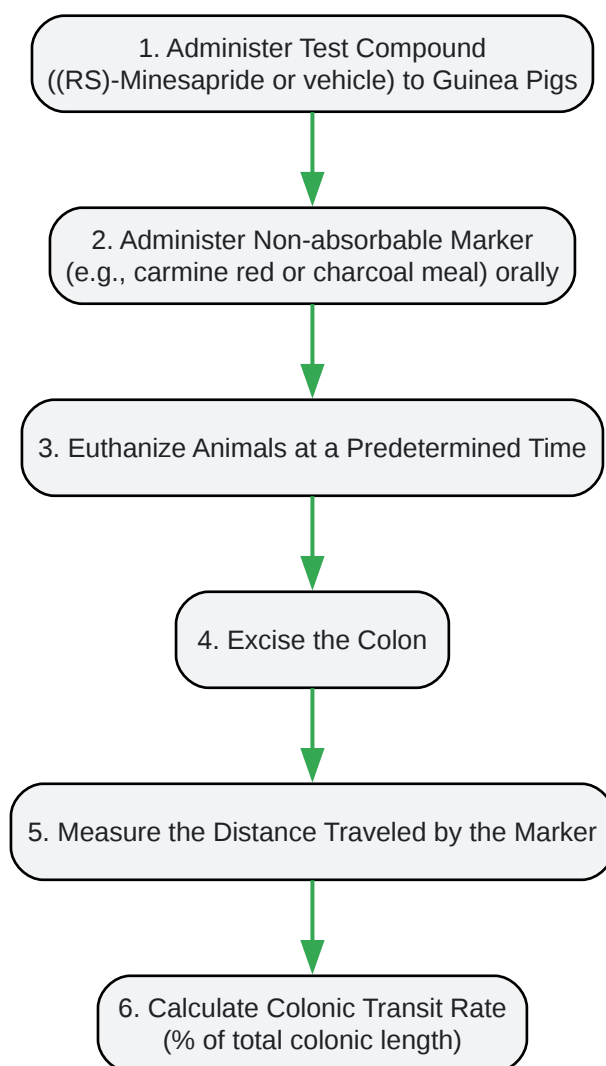 1. Administer Test Compound
((RS)-Minesapride or vehicle) to Guinea Pigs
2. Administer Non-absorbable Marker
(e.g., carmine red or charcoal meal) orally
3. Euthanize Animals at a Predetermined Time
4. Excise the Colon
5. Measure the Distance Traveled by the Marker
6. Calculate Colonic Transit Rate
(% of total colonic length)